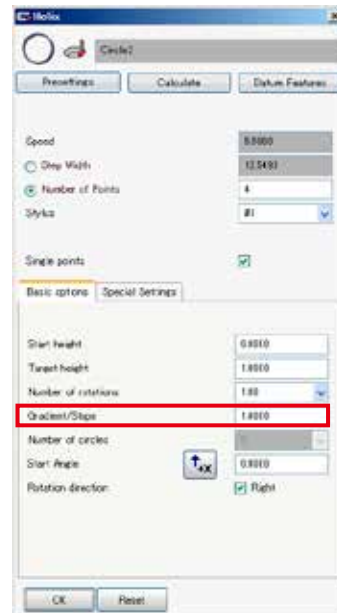 Helix
Circle2
Presettings Calculate Datum Features
Speed
Step Width
Number of Points 4
Stylus #1
Single points
Basic options Special Settings
Start height 0.0000
Target height 1.0000
Number of rotations 1.00
Gradient/Slope 1.0000
Number of circles
Start Angle +X 0.0000
Rotation direction Right
OK Reset